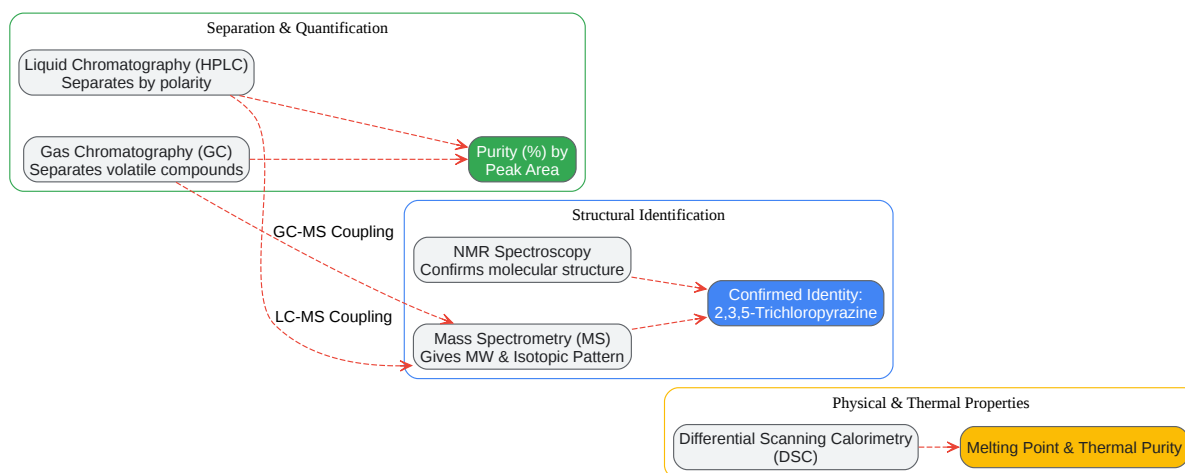 Separation & Quantification
Liquid Chromatography (HPLC)
Separates by polarity
Gas Chromatography (GC)
Separates volatile compounds
Purity (%) by
Peak Area
GC-MS Coupling
LC-MS Coupling
Structural Identification
NMR Spectroscopy
Confirms molecular structure
Mass Spectrometry (MS)
Gives MW & Isotopic Pattern
Confirmed Identity:
2,3,5-Trichloropyrazine
Physical & Thermal Properties
Differential Scanning Calorimetry
(DSC)
Melting Point & Thermal Purity